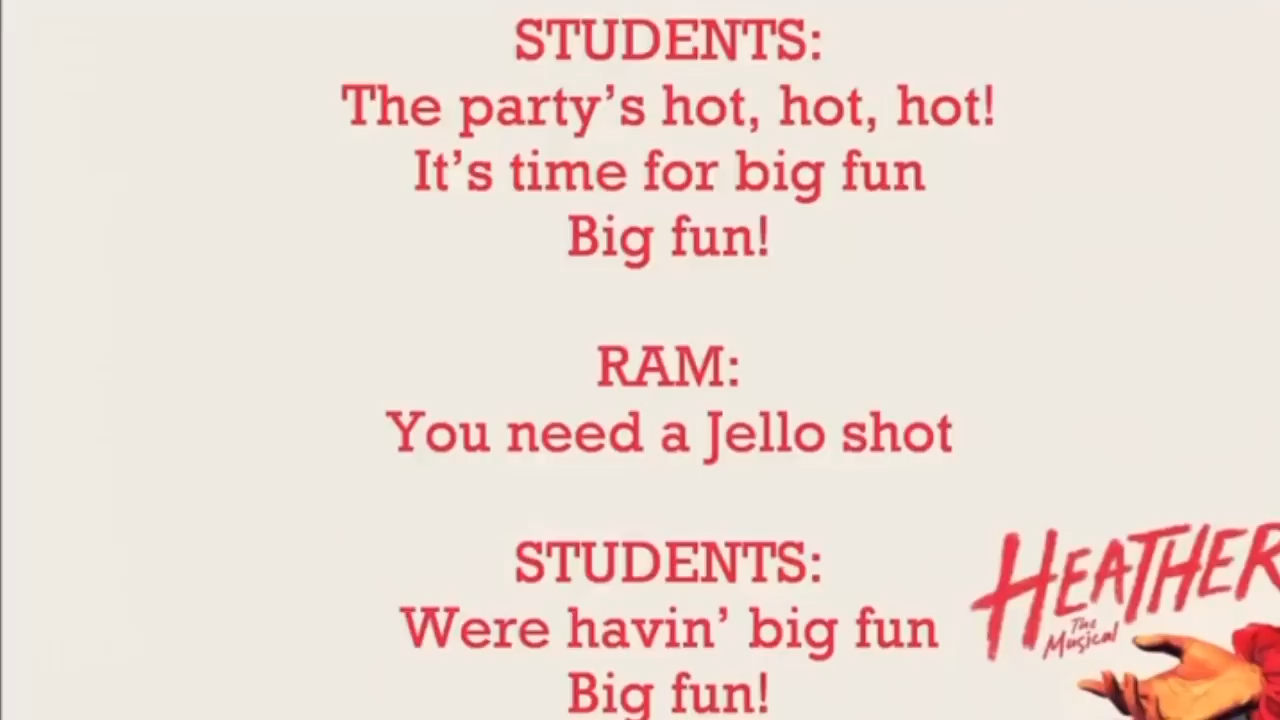 STUDENTS:
The party’s hot, hot, hot!
It’s time for big fun
Big fun!
RAM:
You need a Jello shot
STUDENTS:
Were havin’ big fun
Big fun!
HEATHER
The
Musical